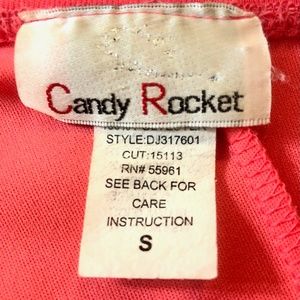 Candy Rocket
STYLE:DJ317601
CUT:15113
RN# 55961
SEE BACK FOR
CARE
INSTRUCTION
S